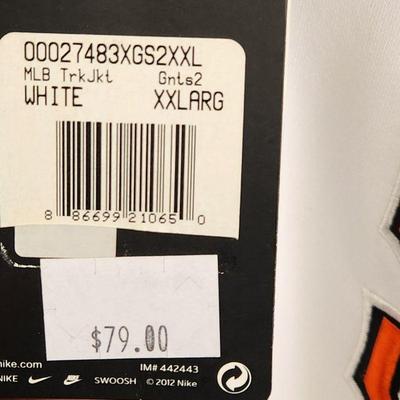 00027483XGS2XXL
MLB TrkJkt Gnts2
WHITE XXLARG
8 86699 21065 0
$79.00
nike.com IM# 442443
NIKE SWOOSH © 2012 Nike